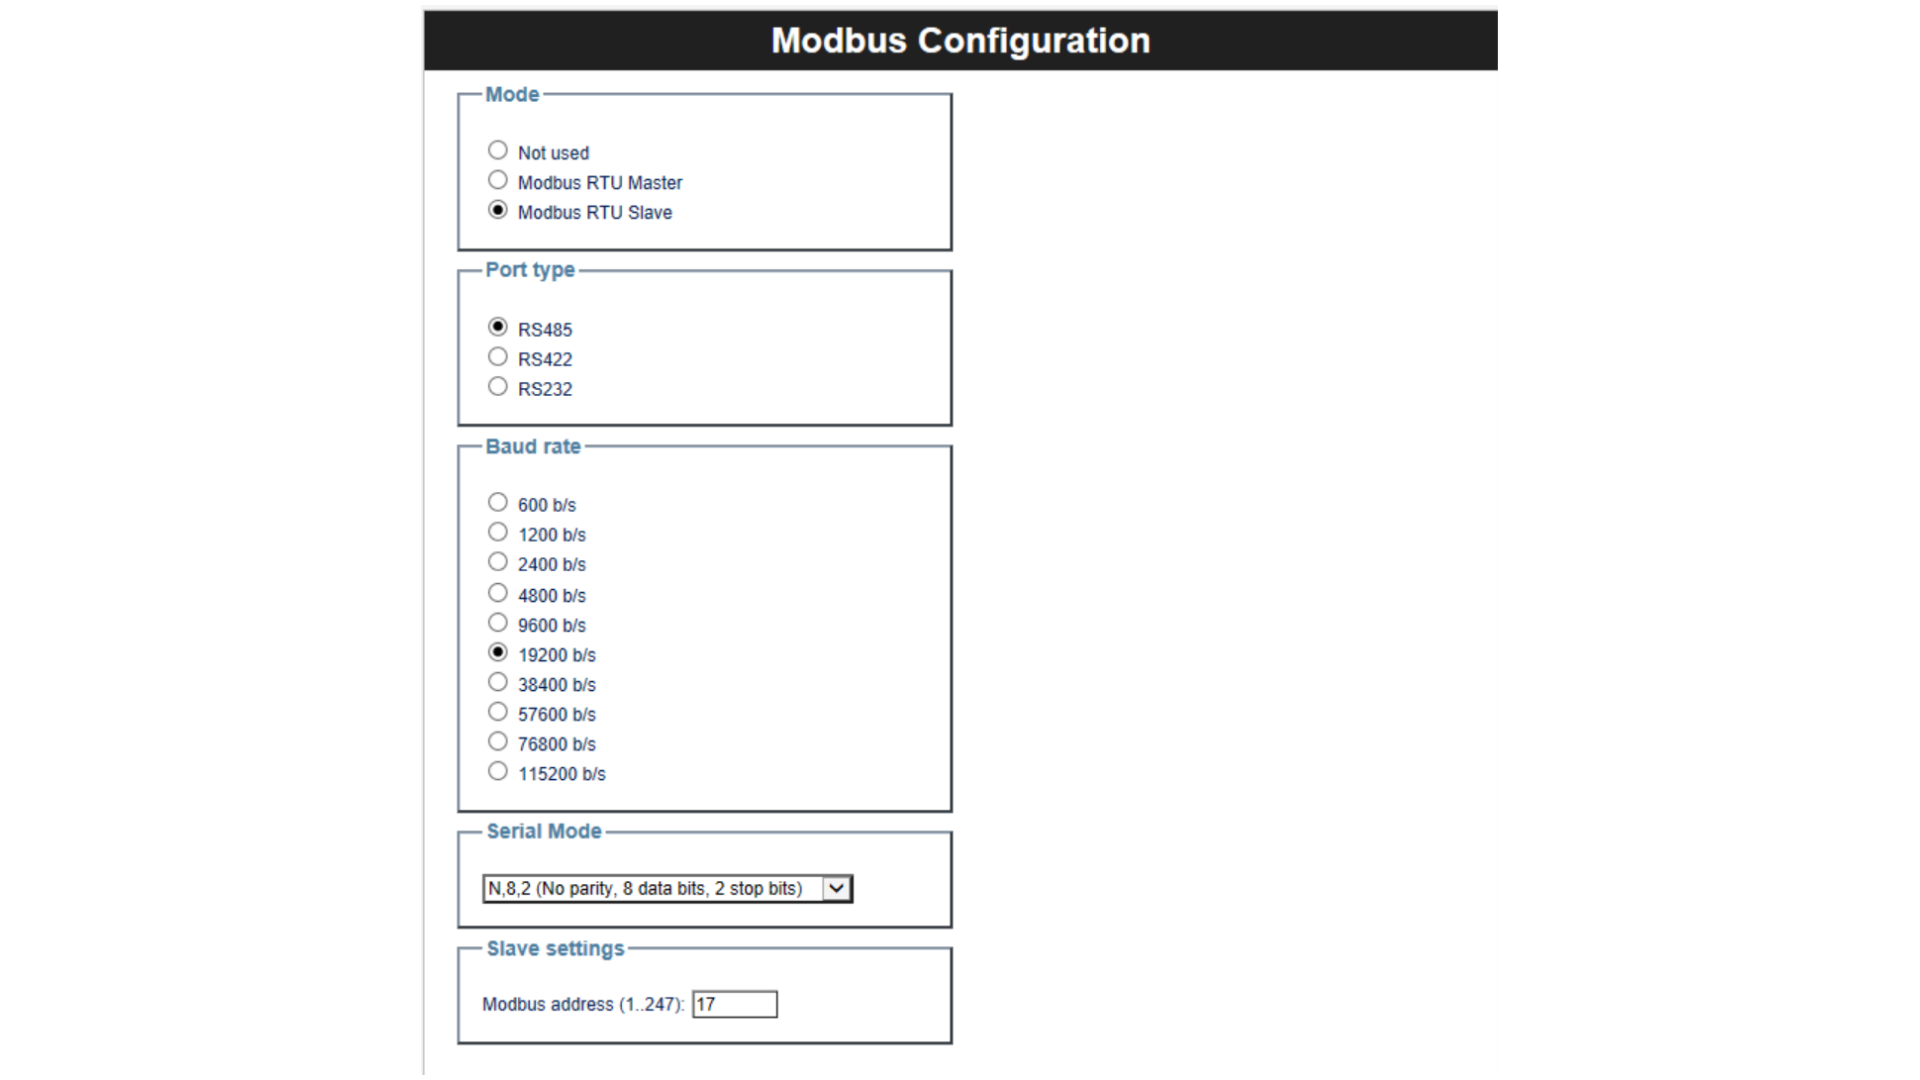 Modbus Configuration
Mode
Not used
Modbus RTU Master
Modbus RTU Slave
Port type
RS485
RS422
RS232
Baud rate
600 b/s
1200 b/s
2400 b/s
4800 b/s
9600 b/s
19200 b/s
38400 b/s
57600 b/s
76800 b/s
115200 b/s
Serial Mode
N,8,2 (No parity, 8 data bits, 2 stop bits)
Slave settings
Modbus address (1..247): 17